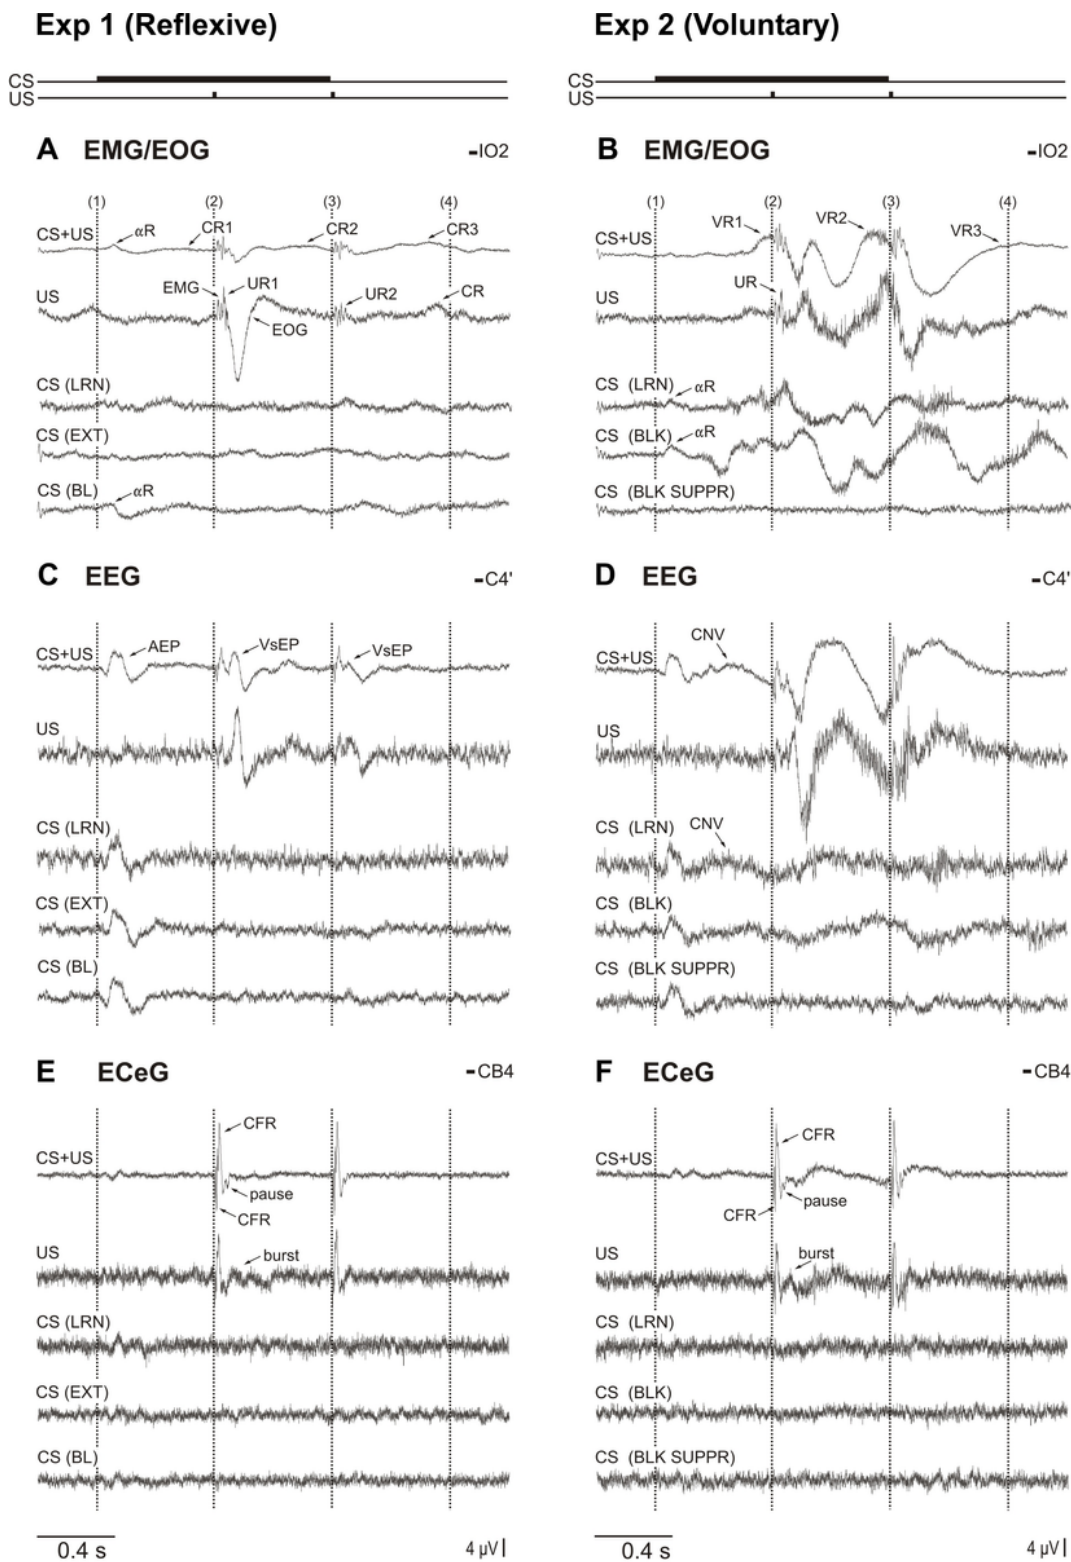 Exp 1 (Reflexive) Exp 2 (Voluntary)
CS CS
US US
A EMG/EOG -IO2 B EMG/EOG -IO2
(1) (2) (3) (4) (1) (2) (3) (4)
CS+US αR CR1 CR2 CR3 CS+US VR1 VR2 VR3
US EMG UR1 UR2 CR US UR
EOG
CS (LRN) CS (LRN) αR
CS (EXT) CS (BLK) αR
CS (BL) αR CS (BLK SUPPR)
C EEG -C4' D EEG -C4'
CS+US AEP VsEP VsEP CS+US CNV
US US
CS (LRN) CS (LRN) CNV
CS (EXT) CS (BLK)
CS (BL) CS (BLK SUPPR)
E ECeG -CB4 F ECeG -CB4
CFR CFR
CS+US CS+US
pause pause
CFR CFR
US burst US burst
CS (LRN) CS (LRN)
CS (EXT) CS (BLK)
CS (BL) CS (BLK SUPPR)
0.4 s 4 µV 0.4 s 4 µV